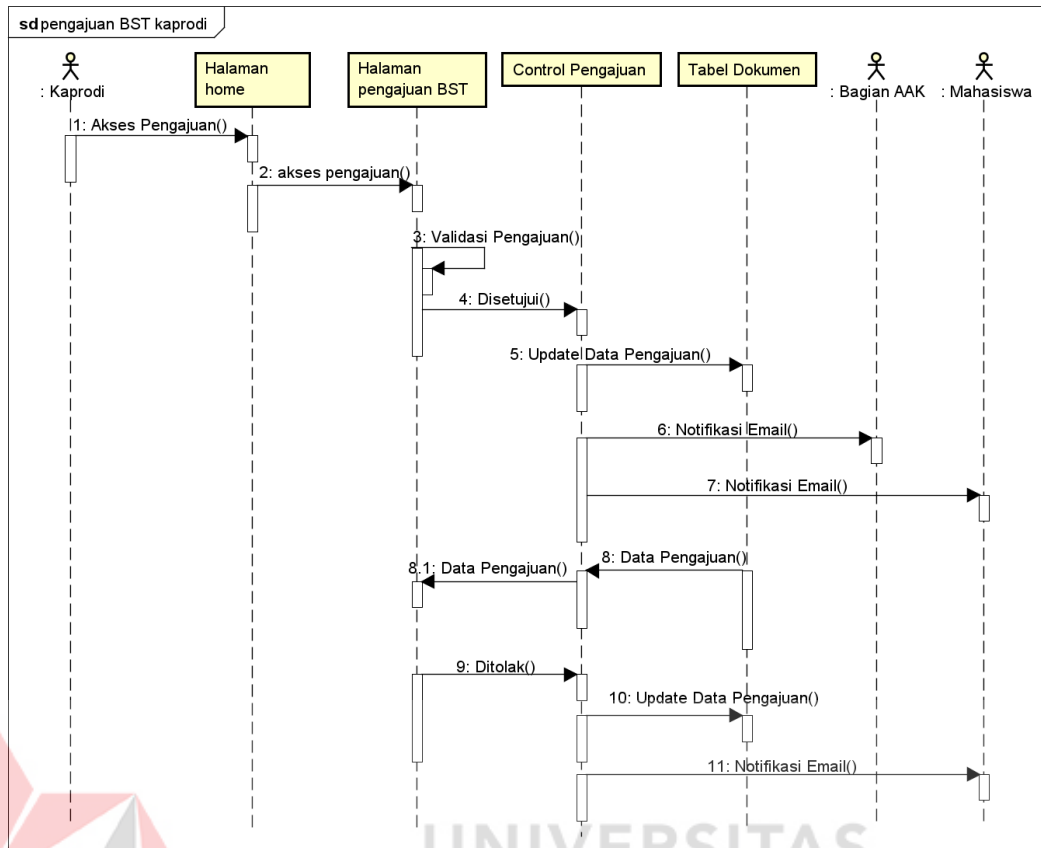 sd pengajuan BST kaprodi
: Kaprodi
Halaman
home
Halaman
pengajuan BST
Control Pengajuan
Tabel Dokumen
: Bagian AAK
: Mahasiswa
1: Akses Pengajuan()
2: akses pengajuan()
3: Validasi Pengajuan()
4: Disetujui()
5: Update Data Pengajuan()
6: Notifikasi Email()
7: Notifikasi Email()
8: Data Pengajuan()
8.1: Data Pengajuan()
9: Ditolak()
10: Update Data Pengajuan()
11: Notifikasi Email()
UNIVERSITAS